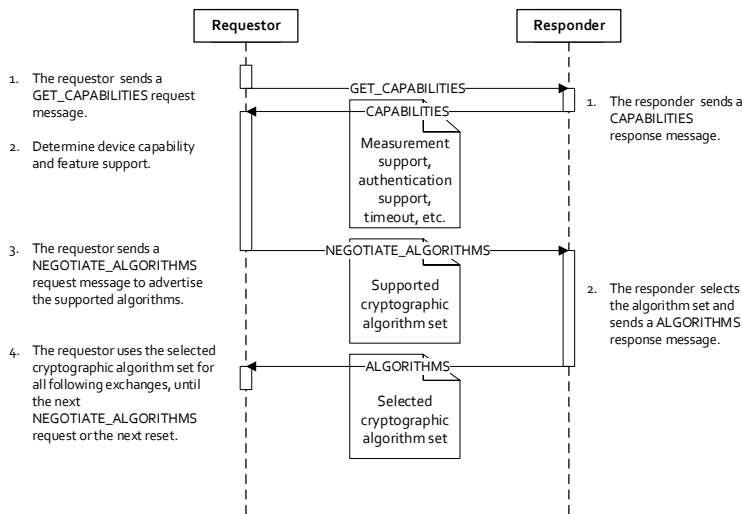 Requestor
Responder
1. The requestor sends a
GET_CAPABILITIES request
message.
2. Determine device capability
and feature support.
3. The requestor sends a
NEGOTIATE_ALGORITHMS
request message to advertise
the supported algorithms.
4. The requestor uses the selected
cryptographic algorithm set for
all following exchanges, until
the next
NEGOTIATE_ALGORITHMS
request or the next reset.
GET_CAPABILITIES
CAPABILITIES
Measurement
support,
authentication
support,
timeout, etc.
NEGOTIATE_ALGORITHMS
Supported
cryptographic
algorithm set
ALGORITHMS
Selected
cryptographic
algorithm set
1. The responder sends a
CAPABILITIES
response message.
2. The responder selects
the algorithm set and
sends a ALGORITHMS
response message.